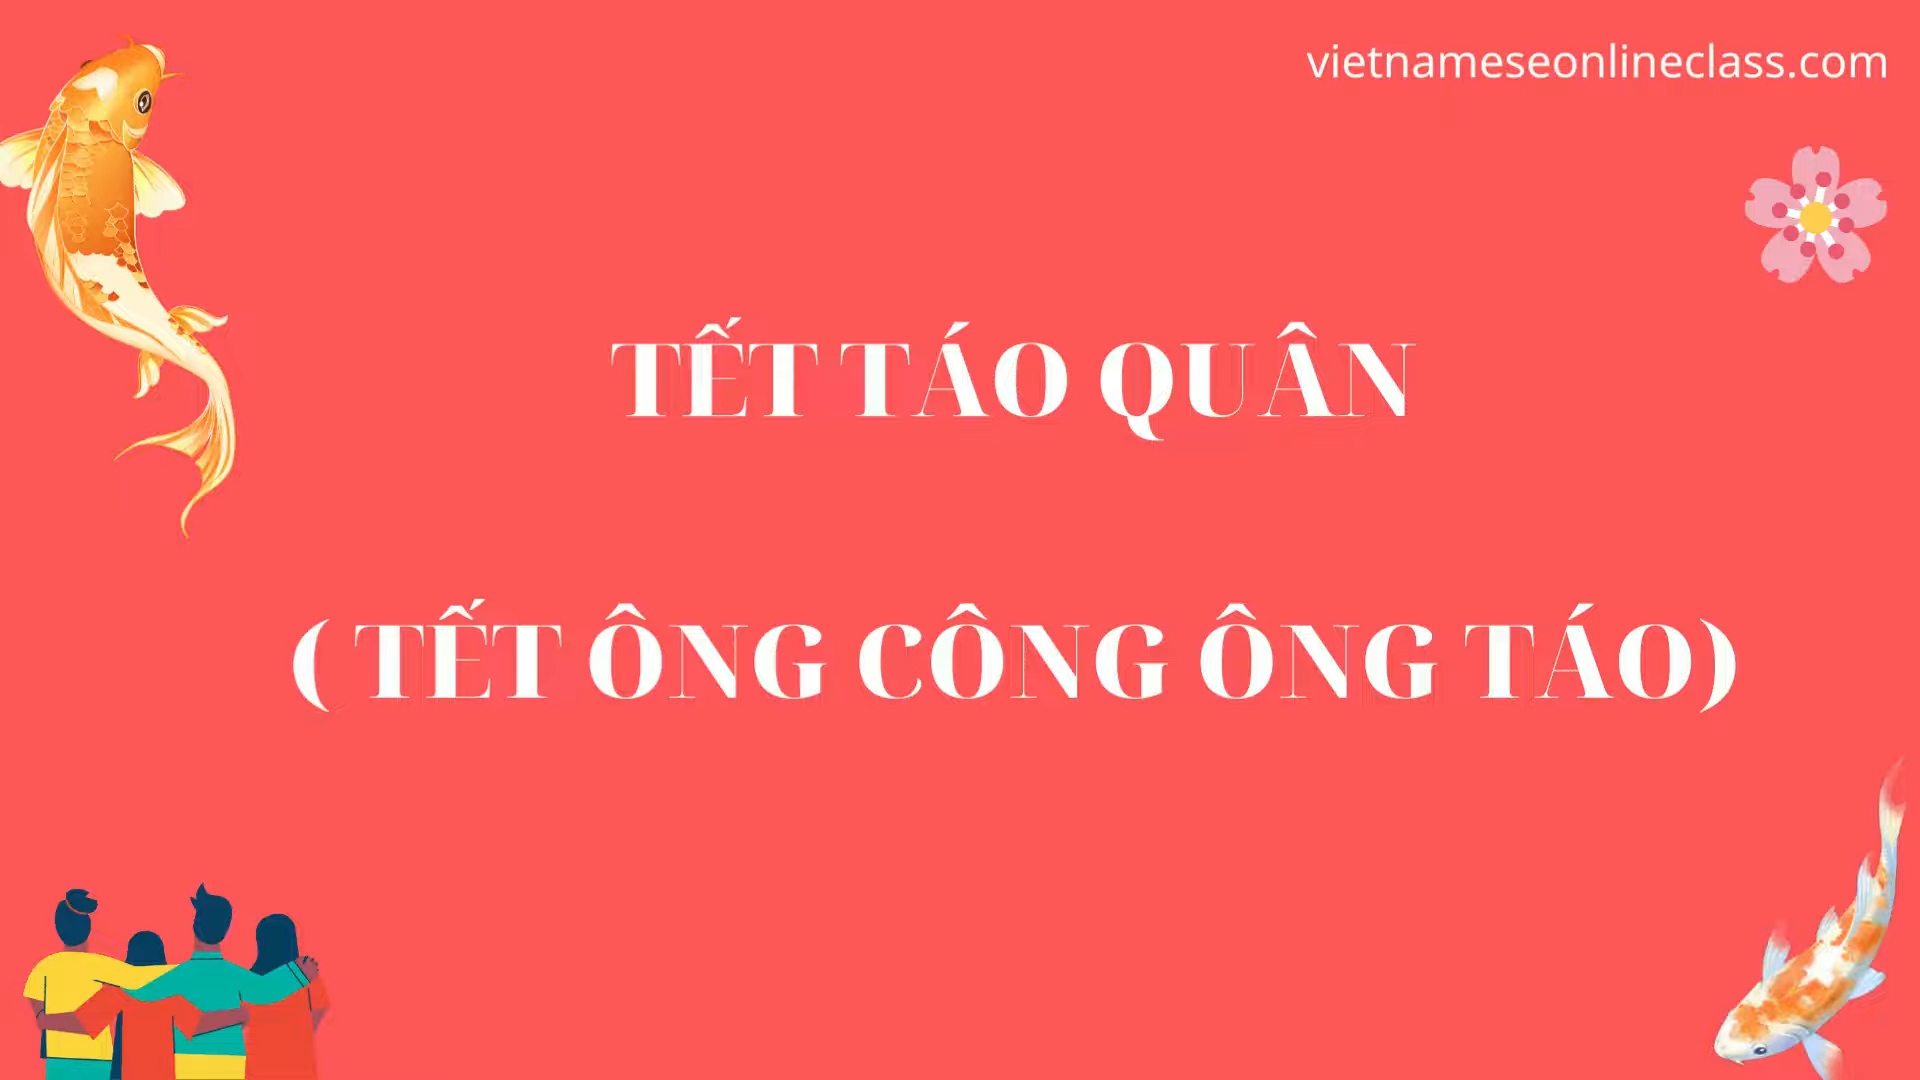 vietnameseonlineclass.com
TẾT TÁO QUÂN
( TẾT ÔNG CÔNG ÔNG TÁO)